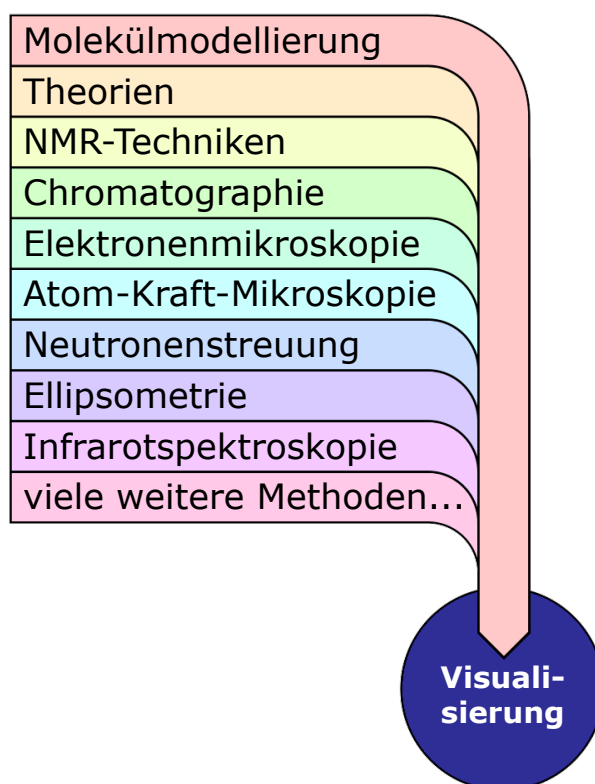 Molekülmodellierung
Theorien
NMR-Techniken
Chromatographie
Elektronenmikroskopie
Atom-Kraft-Mikroskopie
Neutronenstreuung
Ellipsometrie
Infrarotspektroskopie
viele weitere Methoden...
Visuali-
sierung